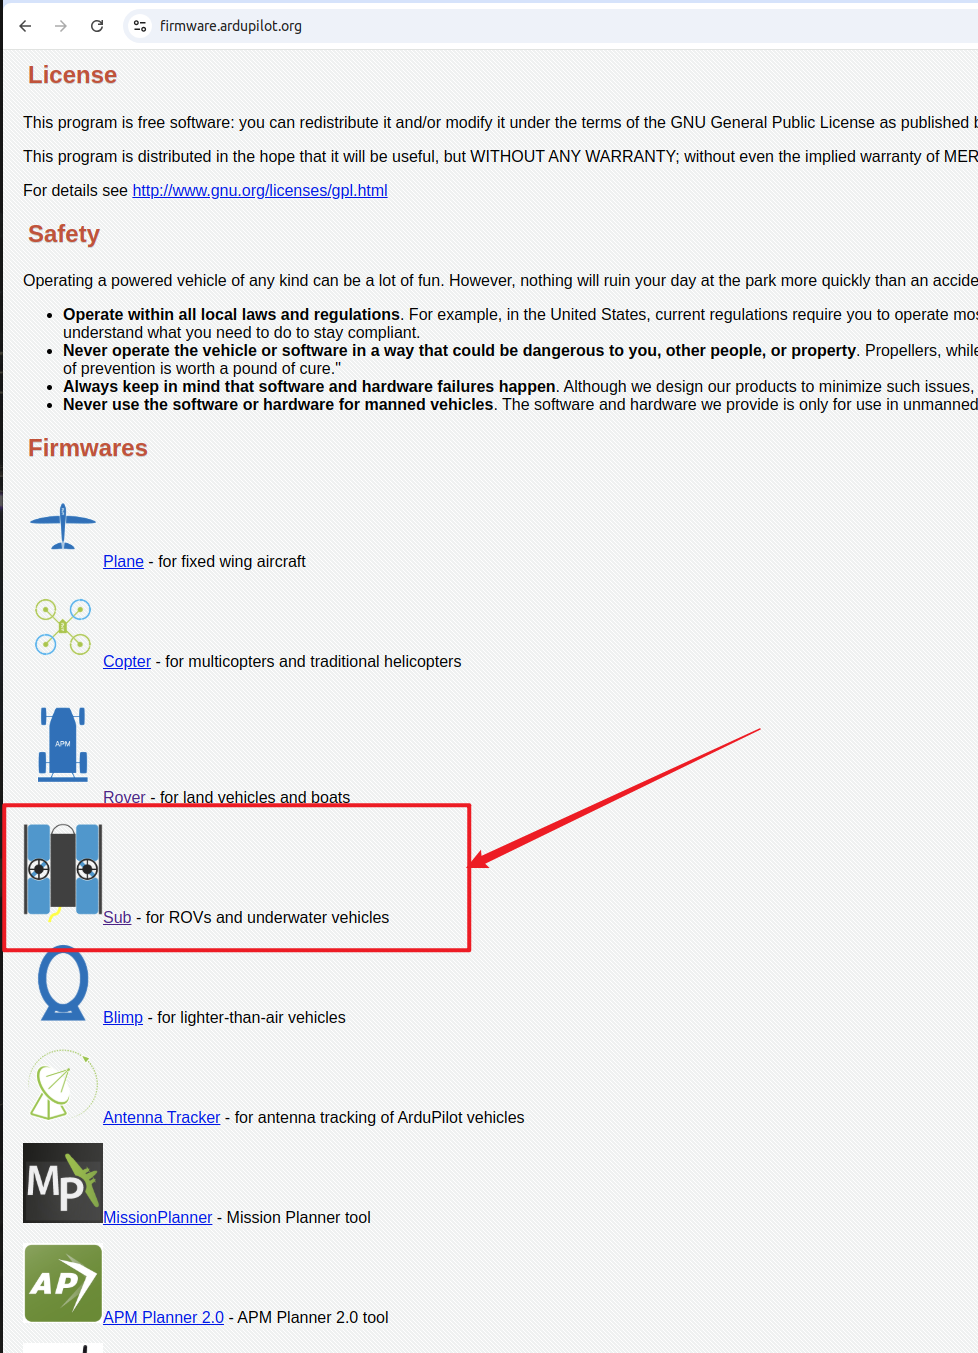 firmware.ardupilot.org
License
This program is free software: you can redistribute it and/or modify it under the terms of the GNU General Public License as published
This program is distributed in the hope that it will be useful, but WITHOUT ANY WARRANTY; without even the implied warranty of MER
For details see http://www.gnu.org/licenses/gpl.html
Safety
Operating a powered vehicle of any kind can be a lot of fun. However, nothing will ruin your day at the park more quickly than an accide
• Operate within all local laws and regulations. For example, in the United States, current regulations require you to operate mos
understand what you need to do to stay compliant.
• Never operate the vehicle or software in a way that could be dangerous to you, other people, or property. Propellers, while
of prevention is worth a pound of cure."
• Always keep in mind that software and hardware failures happen. Although we design our products to minimize such issues,
• Never use the software or hardware for manned vehicles. The software and hardware we provide is only for use in unmanned
Firmwares
Plane - for fixed wing aircraft
Copter - for multicopters and traditional helicopters
APM
Rover - for land vehicles and boats
Sub - for ROVs and underwater vehicles
Blimp - for lighter-than-air vehicles
Antenna Tracker - for antenna tracking of ArduPilot vehicles
MP
MissionPlanner - Mission Planner tool
AP
APM Planner 2.0 - APM Planner 2.0 tool